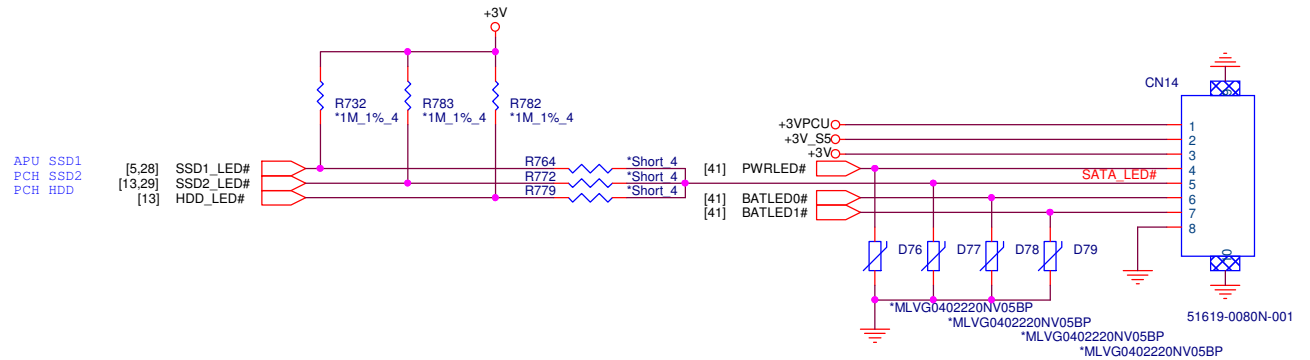 +3V
CN14
9
R732
*1M_1%_4
R783
*1M_1%_4
R782
*1M_1%_4
+3VPCU
1
+3V_S5
2
+3V
3
APU SSD1
[5,28]
SSD1_LED#
R764
*Short_4
[41]
PWRLED#
4
PCH SSD2
[13,29]
SSD2_LED#
R772
*Short_4
SATA_LED#
5
PCH HDD
[13]
HDD_LED#
R779
*Short_4
[41]
BATLED0#
6
[41]
BATLED1#
7
8
D76
D77
D78
D79
10
*MLVG0402220NV05BP
*MLVG0402220NV05BP
*MLVG0402220NV05BP
*MLVG0402220NV05BP
51619-0080N-001